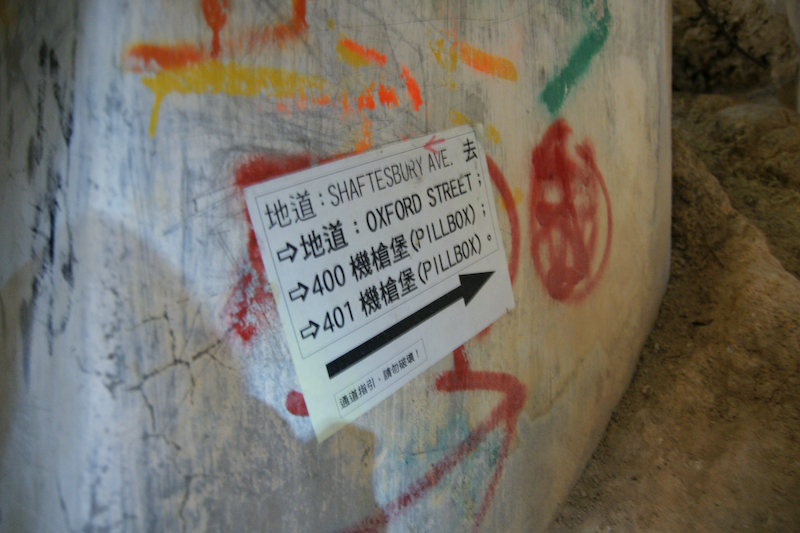 地道：SHAFTESBURY AVE. 去
⇨地道：OXFORD STREET；
⇨400 機槍堡(PILLBOX)；
⇨401 機槍堡(PILLBOX)。
通道指引，請勿破壞！